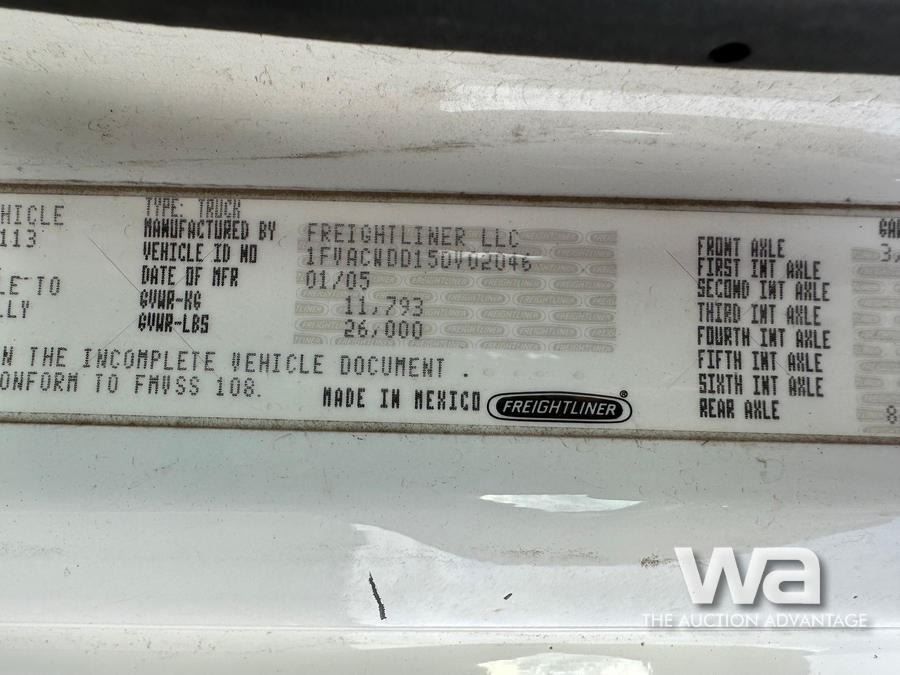 HICLE
113
LE TO
LLY
TYPE: TRUCK
MANUFACTURED BY FREIGHTLINER LLC
VEHICLE ID NO 1FVACWDD15DV02046
DATE OF MFR 01/05
GVWR-KG 11,793
GVWR-LBS 26,000
N THE INCOMPLETE VEHICLE DOCUMENT .
ONFORM TO FMVSS 108.
MADE IN MEXICO FREIGHTLINER®
GAW
FRONT AXLE 3,
FIRST INT AXLE
SECOND INT AXLE
THIRD INT AXLE
FOURTH INT AXLE
FIFTH INT AXLE
SIXTH INT AXLE
REAR AXLE 8
wa
THE AUCTION ADVANTAGE